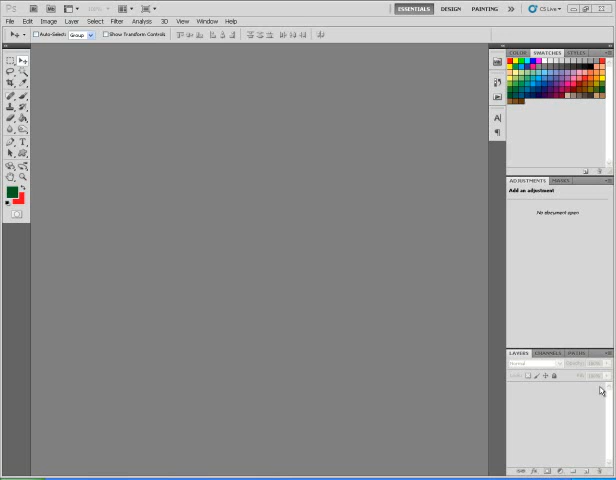 Ps ESSENTIALS DESIGN PAINTING CS Live
File Edit Image Layer Select Filter Analysis 3D View Window Help
Auto-Select: Group Show Transform Controls
COLOR SWATCHES STYLES
ADJUSTMENTS MASKS
Add an adjustment
No document open
LAYERS CHANNELS PATHS
Normal Opacity: 100%
Lock: Fill: 100%